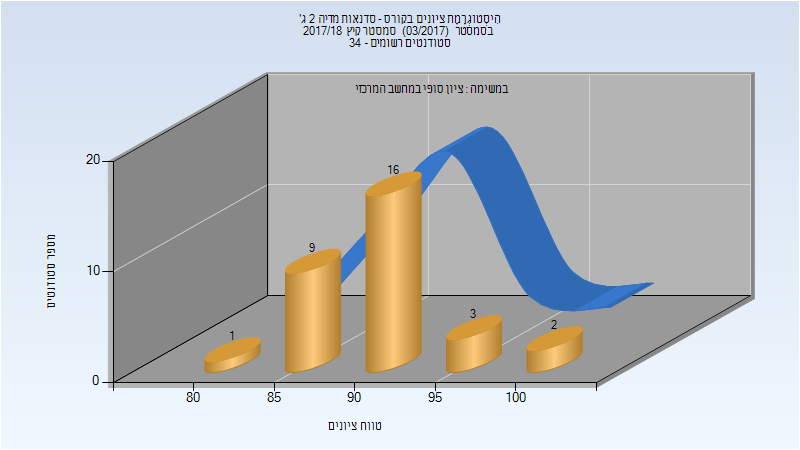 היסטוגרמת ציונים בקורס - סדנאות מדיה 2 ג'
בסמסטר (03/2017) סמסטר קיץ 2017/18
סטודנטים רשומים - 34
במשימה : ציון סופי במחשב המרכזי
מספר סטודנטים
20
10
0
1
9
16
3
2
80
85
90
95
100
טווח ציונים